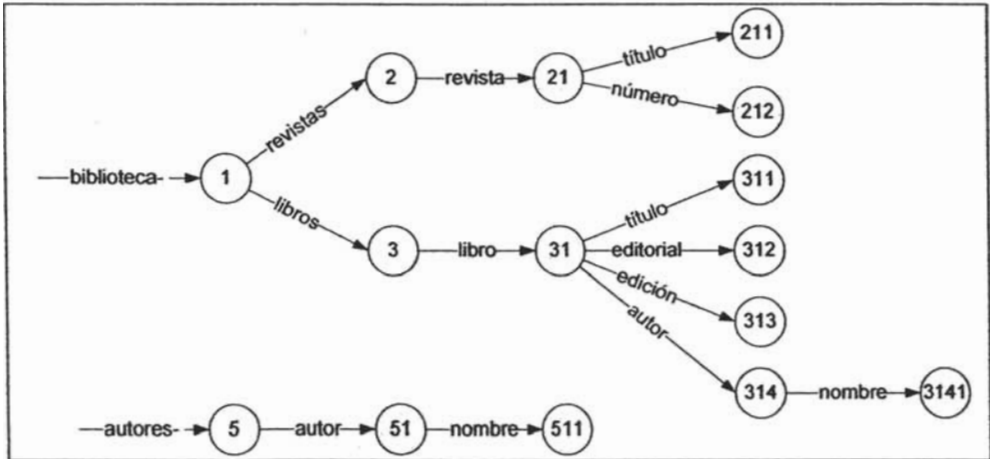 biblioteca
1
revistas
2
revista
21
título
211
número
212
libros
3
libro
31
título
311
editorial
312
edición
313
autor
314
nombre
3141
autores
5
autor
51
nombre
511